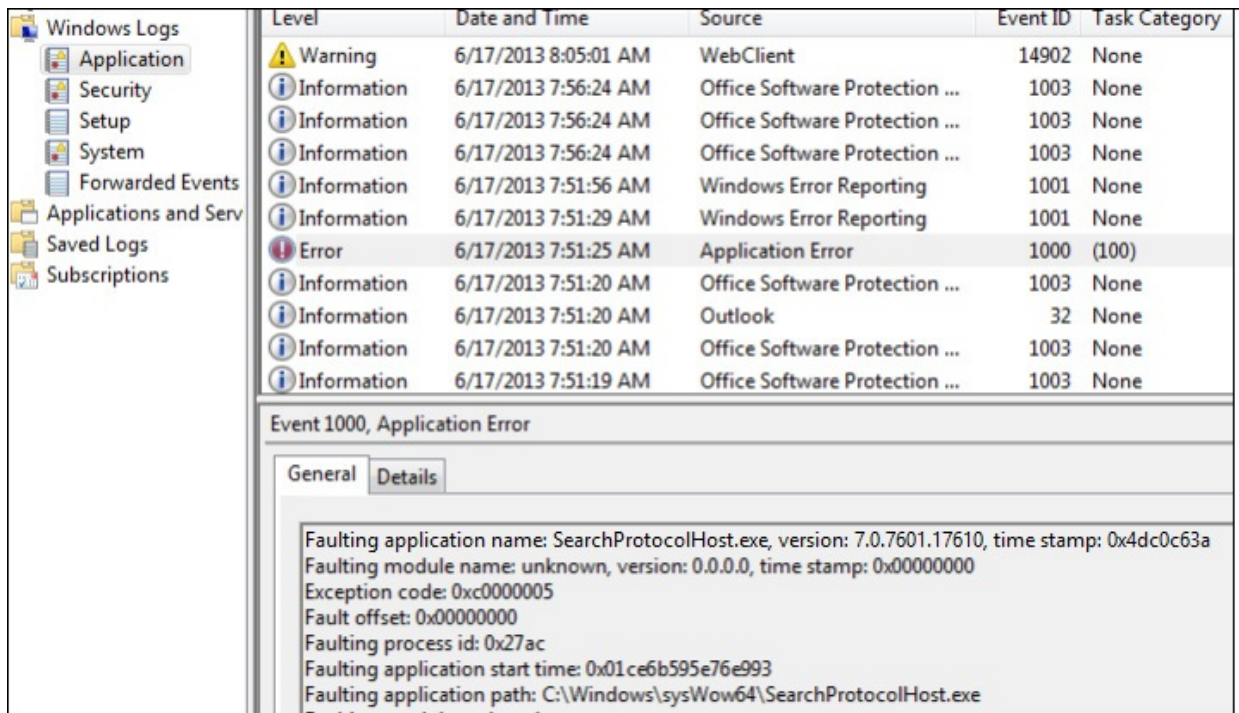 Windows Logs
Application
Security
Setup
System
Forwarded Events
Applications and Serv
Saved Logs
Subscriptions
Level Date and Time Source Event ID Task Category
Warning 6/17/2013 8:05:01 AM WebClient 14902 None
Information 6/17/2013 7:56:24 AM Office Software Protection ... 1003 None
Information 6/17/2013 7:56:24 AM Office Software Protection ... 1003 None
Information 6/17/2013 7:56:24 AM Office Software Protection ... 1003 None
Information 6/17/2013 7:51:56 AM Windows Error Reporting 1001 None
Information 6/17/2013 7:51:29 AM Windows Error Reporting 1001 None
Error 6/17/2013 7:51:25 AM Application Error 1000 (100)
Information 6/17/2013 7:51:20 AM Office Software Protection ... 1003 None
Information 6/17/2013 7:51:20 AM Outlook 32 None
Information 6/17/2013 7:51:20 AM Office Software Protection ... 1003 None
Information 6/17/2013 7:51:19 AM Office Software Protection ... 1003 None
Event 1000, Application Error
General Details
Faulting application name: SearchProtocolHost.exe, version: 7.0.7601.17610, time stamp: 0x4dc0c63a
Faulting module name: unknown, version: 0.0.0.0, time stamp: 0x00000000
Exception code: 0xc0000005
Fault offset: 0x00000000
Faulting process id: 0x27ac
Faulting application start time: 0x01ce6b595e76e993
Faulting application path: C:\Windows\sysWow64\SearchProtocolHost.exe